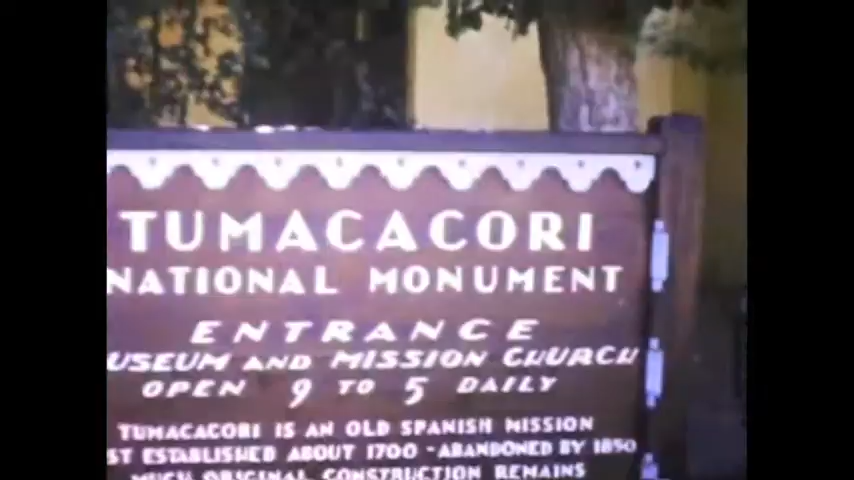 TUMACACORI
NATIONAL MONUMENT
ENTRANCE
USEUM AND MISSION CHURCH
OPEN 9 TO 5 DAILY
TUMACACORI IS AN OLD SPANISH MISSION
ST ESTABLISHED ABOUT 1700 - ABANDONED BY 1850
MUCH ORIGINAL CONSTRUCTION REMAINS